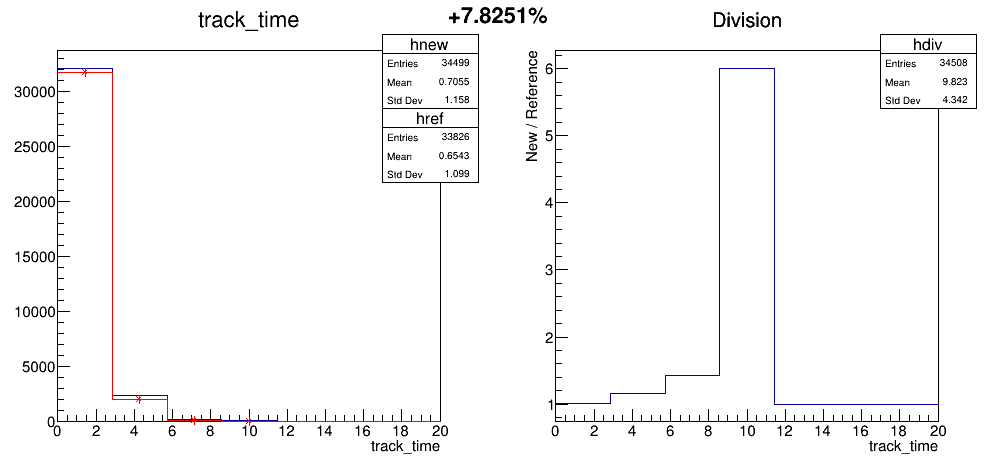 +7.8251%
track_time
hnew
Entries 34499
Mean 0.7055
Std Dev 1.158
href
Entries 33826
Mean 0.6543
Std Dev 1.099
30000
25000
20000
15000
10000
5000
0
0 2 4 6 8 10 12 14 16 18 20
track_time
Division
hdiv
Entries 34508
Mean 9.823
Std Dev 4.342
New / Reference
6
5
4
3
2
1
0 2 4 6 8 10 12 14 16 18 20
track_time